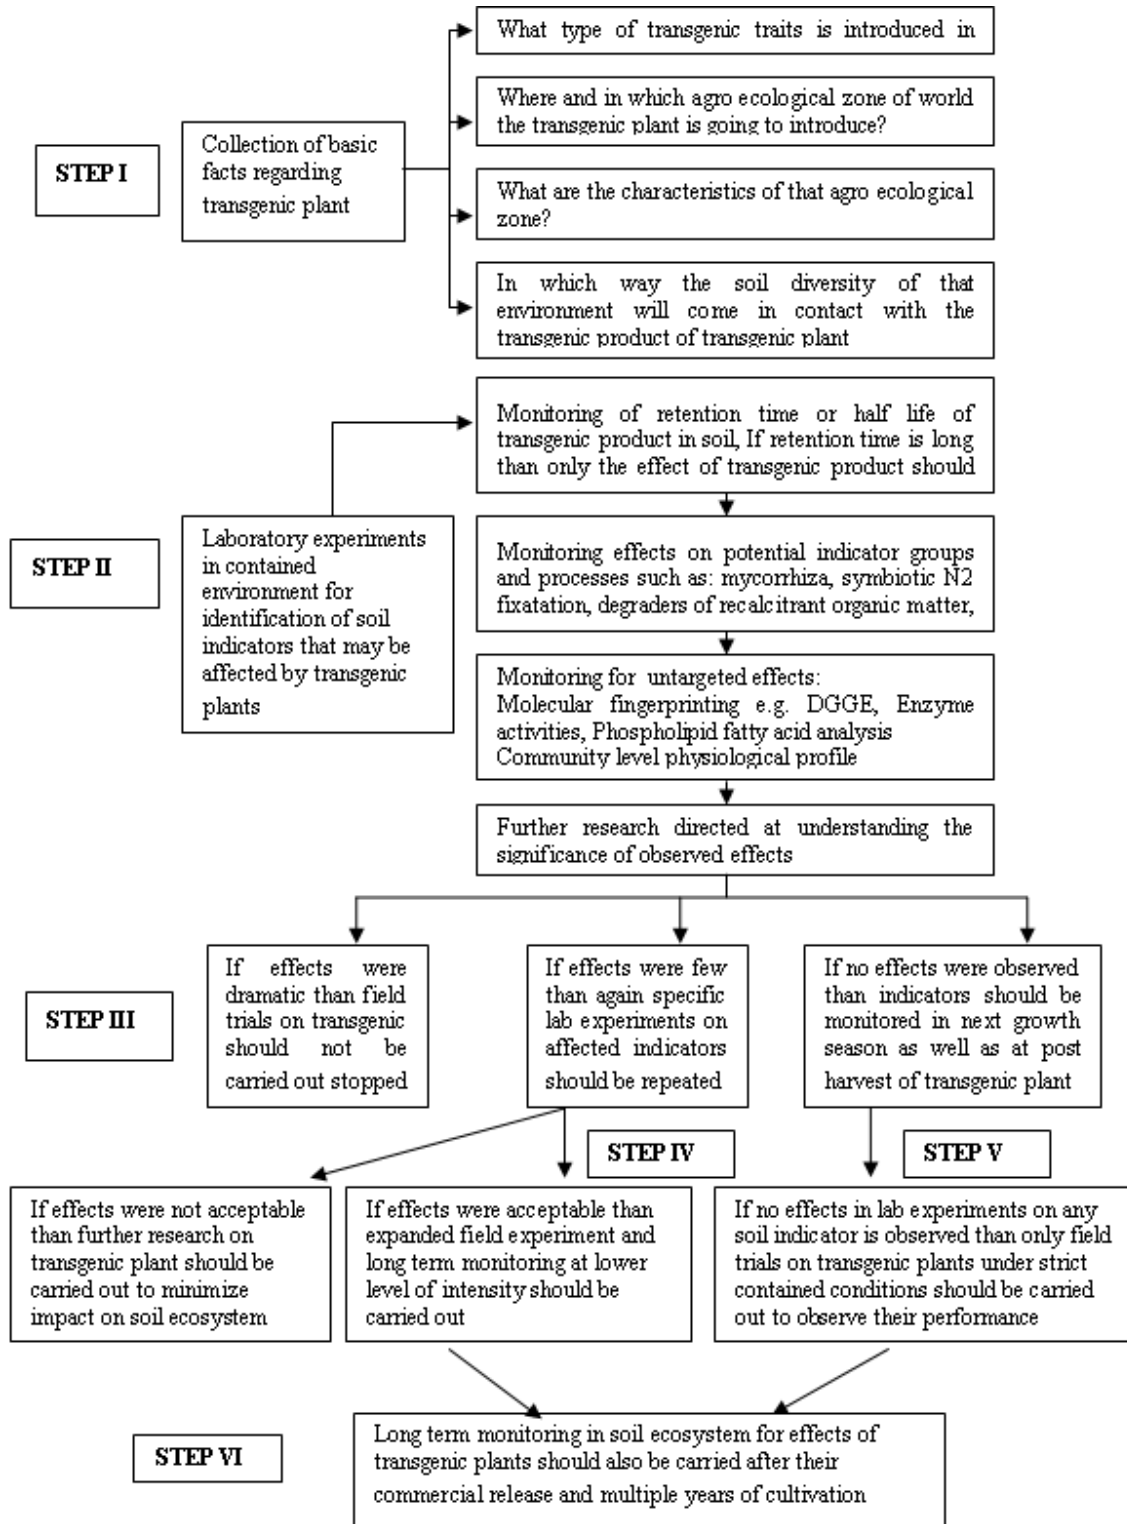 What type of transgenic traits is introduced in
Where and in which agro ecological zone of world
the transgenic plant is going to introduce?
STEP I
Collection of basic
facts regarding
transgenic plant
What are the characteristics of that agro ecological
zone?
In which way the soil diversity of that
environment will come in contact with the
transgenic product of transgenic plant
Monitoring of retention time or half life of
transgenic product in soil, If retention time is long
than only the effect of transgenic product should
STEP II
Laboratory experiments
in contained
environment for
identification of soil
indicators that may be
affected by transgenic
plants
Monitoring effects on potential indicator groups
and processes such as: mycorrhiza, symbiotic N2
fixatation, degraders of recalcitrant organic matter,
Monitoring for untargeted effects:
Molecular fingerprinting e.g. DGGE, Enzyme
activities, Phospholipid fatty acid analysis
Community level physiological profile
Further research directed at understanding the
significance of observed effects
STEP III
If effects were
dramatic than field
trials on transgenic
should not be
carried out stopped
If effects were few
than again specific
lab experiments on
affected indicators
should be repeated
If no effects were observed
than indicators should be
monitored in next growth
season as well as at post
harvest of transgenic plant
STEP IV
STEP V
If effects were not acceptable
than further research on
transgenic plant should be
carried out to minimize
impact on soil ecosystem
If effects were acceptable than
expanded field experiment and
long term monitoring at lower
level of intensity should be
carried out
If no effects in lab experiments on any
soil indicator is observed than only field
trials on transgenic plants under strict
contained conditions should be carried
out to observe their performance
STEP VI
Long term monitoring in soil ecosystem for effects of
transgenic plants should also be carried after their
commercial release and multiple years of cultivation